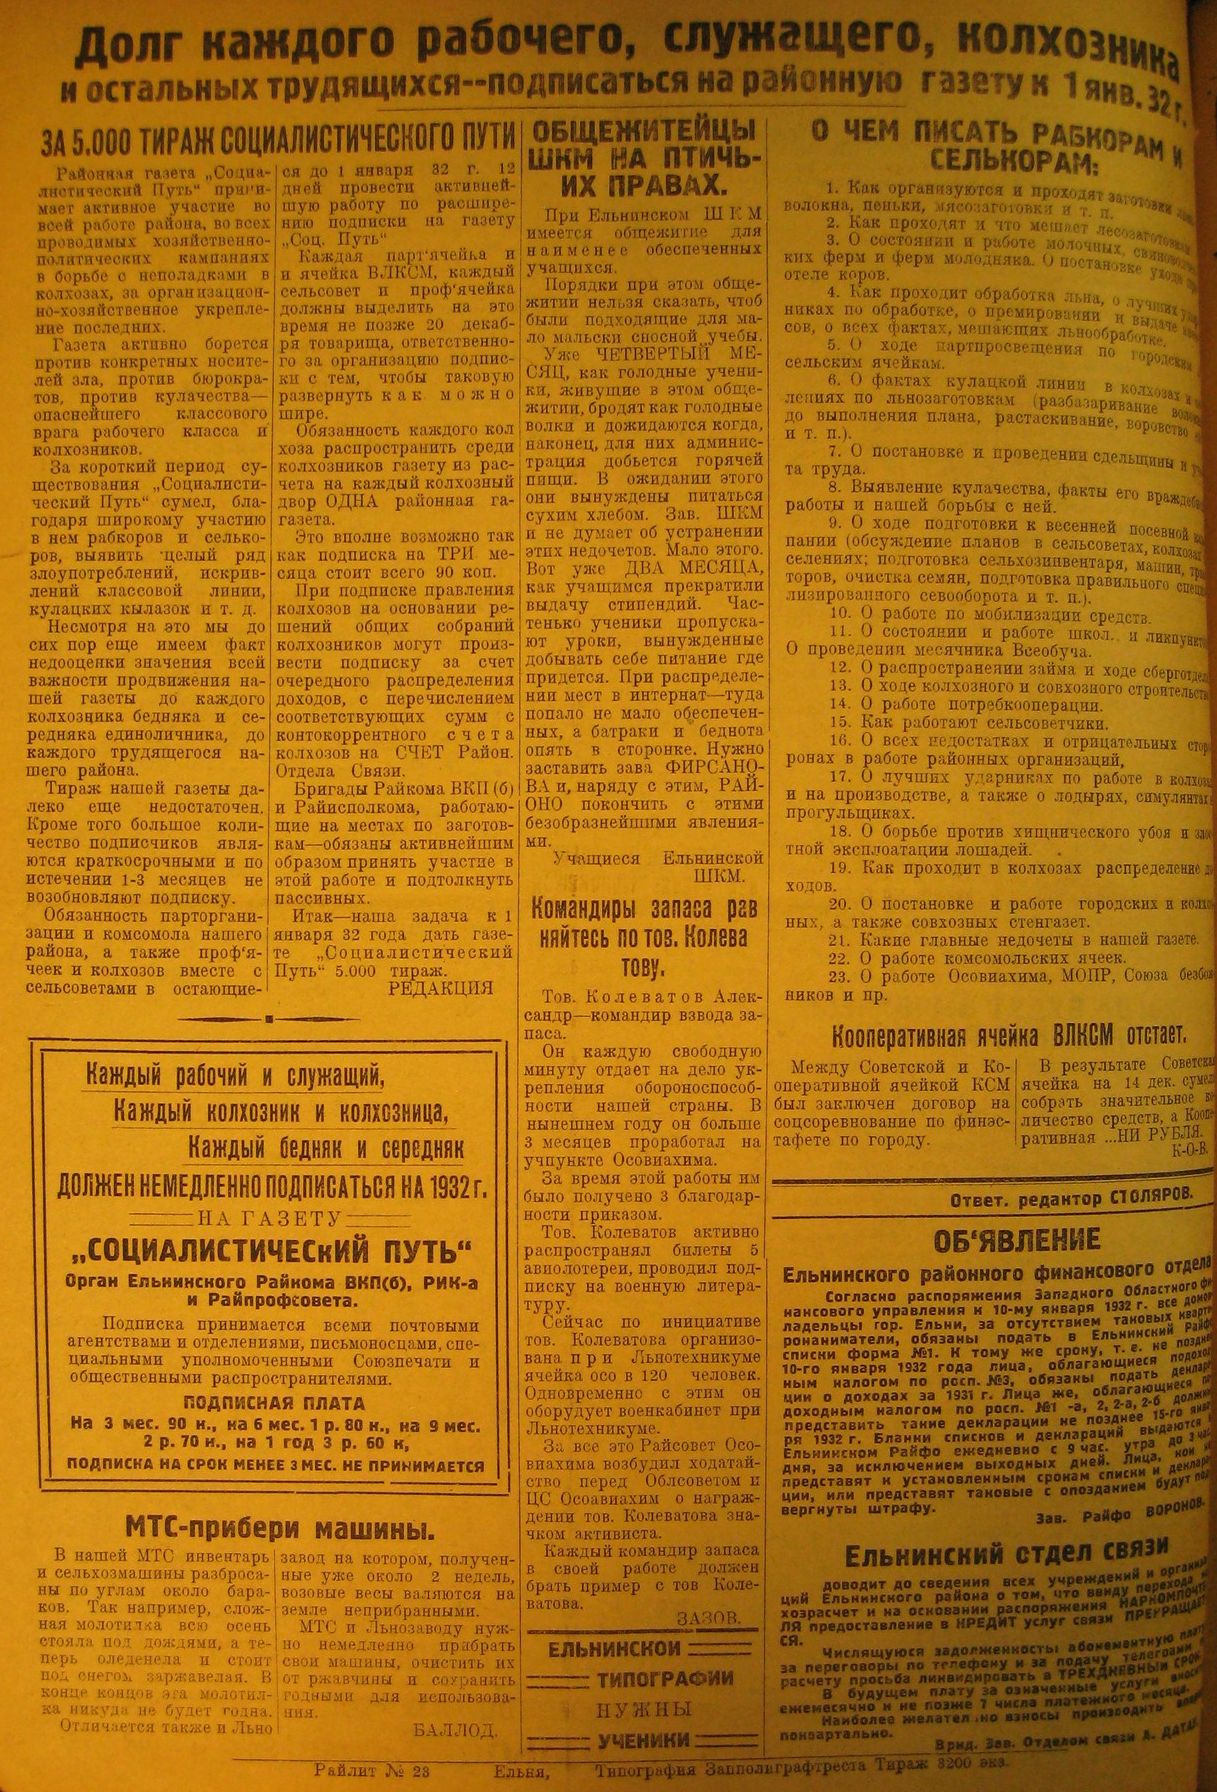 Долг каждого рабочего, служащего, колхозника
и остальных трудящихся--подписаться на районную газету к 1 янв. 32 г.
ЗА 5.000 ТИРАЖ СОЦИАЛИСТИЧЕСКОГО ПУТИ
Районная газета „Социа-
листический Путь“ прини-
мает активное участие во
всей работе района, во всех
проводимых хозяйственно-
политических кампаниях
в борьбе с неполадками в
колхозах, за организацион-
но-хозяйственное укрепле-
ние последних.
Газета активно борется
против конкретных носите-
лей зла, против бюрокра-
тов, против кулачества—
опаснейшего классового
врага рабочего класса и
колхозников.
За короткий период су-
ществования „Социалисти-
ческий Путь“ сумел, бла-
годаря широкому участию
в нем рабкоров и селько-
ров, выявить целый ряд
злоупотреблений, искрив-
лений классовой линии,
кулацких вылазок и т. д.
Несмотря на это мы до
сих пор еще имеем факт
недооценки значения всей
важности продвижения на-
шей газеты до каждого
колхозника бедняка и се-
редняка единоличника, до
каждого трудящегося на-
шего района.
Тираж нашей газеты да-
леко еще недостаточен.
Кроме того большое коли-
чество подписчиков явля-
ются краткосрочными и по
истечении 1-3 месяцев не
возобновляют подписку.
Обязанность парторгани-
зации и комсомола нашего
района, а также проф'я-
чеек и колхозов вместе с
сельсоветами в остающие-
ся до 1 января 32 г. 12
дней провести активней-
шую работу по расшире-
нию подписки на газету
„Соц. Путь“
Каждая парт'ячейка и
и ячейка ВЛКСМ, каждый
сельсовет и проф'ячейка
должны выделить на это
время не позже 20 декаб-
ря товарища, ответственно-
го за организацию подпис-
ки с тем, чтобы таковую
развернуть как можно
шире.
Обязанность каждого кол
хоза распространить среди
колхозников газету из рас-
чета на каждый колхозный
двор ОДНА районная га-
газета.
Это вполне возможно так
как подписка на ТРИ ме-
сяца стоит всего 90 коп.
При подписке правления
колхозов на основании ре-
шений общих собраний
колхозников могут произ-
вести подписку за счет
очередного распределения
доходов, с перечислением
соответствующих сумм с
контокоррентного счета
колхозов на СЧЕТ Район.
Отдела Связи.
Бригады Райкома ВКП(б)
и Райисполкома, работаю-
щие на местах по заготов-
кам—обязаны активнейшим
образом принять участие в
этой работе и подтолкнуть
пассивных.
Итак—наша задача к 1
января 32 года дать газе-
те „Социалистический
Путь“ 5.000 тираж.
РЕДАКЦИЯ
Каждый рабочий и служащий,
Каждый колхозник и колхозница,
Каждый бедняк и середняк
ДОЛЖЕН НЕМЕДЛЕННО ПОДПИСАТЬСЯ НА 1932 г.
НА ГАЗЕТУ
„СОЦИАЛИСТИЧЕСКИЙ ПУТЬ“
Орган Ельнинского Райкома ВКП(б), РИК-а
и Райпрофсовета.
Подписка принимается всеми почтовыми
агентствами и отделениями, письмоносцами, спе-
циальными уполномоченными Союзпечати и
общественными распространителями.
ПОДПИСНАЯ ПЛАТА
На 3 мес. 90 к., на 6 мес. 1 р. 80 к., на 9 мес.
2 р. 70 к., на 1 год 3 р. 60 к,
ПОДПИСКА НА СРОК МЕНЕЕ 3 МЕС. НЕ ПРИНИМАЕТСЯ
МТС-прибери машины.
В нашей МТС инвентарь
и сельхозмашины разброса-
ны по углам около бара-
ков. Так например, слож-
ная молотилка всю осень
стояла под дождями, а те-
перь оледенела и стоит
под снегом заржавелая. В
конце концов эта молотил-
ка никуда не будет годна.
Отличается также и Льно
завод на котором, получен-
ные уже около 2 недель,
возовые весы валяются на
земле неприбранными.
МТС и Льнозаводу нуж-
но немедленно прибрать
свои машины, очистить их
от ржавчины и сохранить
годными для использова-
ния.
БАЛЛОД.
ОБЩЕЖИТЕЙЦЫ
ШКМ НА ПТИЧЬ-
ИХ ПРАВАХ.
При Ельнинском ШКМ
имеется общежитие для
наименее обеспеченных
учащихся.
Порядки при этом обще-
житии нельзя сказать, чтоб
были подходящие для ма-
ло мальски сносной учебы.
Уже ЧЕТВЕРТЫЙ МЕ-
СЯЦ, как голодные учени-
ки, живущие в этом обще-
житии, бродят как голодные
волки и дожидаются когда,
наконец, для них админис-
трация добьется горячей
пищи. В ожидании этого
они вынуждены питаться
сухим хлебом. Зав. ШКМ
и не думает об устранении
этих недочетов. Мало этого.
Вот уже ДВА МЕСЯЦА,
как учащимся прекратили
выдачу стипендий. Час-
тенько ученики пропуска-
ют уроки, вынужденные
добывать себе питание где
придется. При распределе-
нии мест в интернат—туда
попало не мало обеспечен-
ных, а батраки и беднота
опять в сторонке. Нужно
заставить зава ФИРСАНО-
ВА и, наряду с этим, РАЙ-
ОНО покончить с этими
безобразнейшими явления-
ми.
Учащиеся Ельнинской
ШКМ.
Командиры запаса рав
няйтесь по тов. Колева
тову.
Тов. Колеватов Алек-
сандр—командир взвода за-
паса.
Он каждую свободную
минуту отдает на дело ук-
репления обороноспособ-
ности нашей страны. В
нынешнем году он больше
3 месяцев проработал на
учпункте Осовиахима.
За время этой работы им
было получено 3 благодар-
ности приказом.
Тов. Колеватов активно
распространял билеты 5
авиолотереи, проводил под-
писку на военную литера-
туру.
Сейчас по инициативе
тов. Колеватова организо-
вана при Льнотехникуме
ячейка осо в 120 человек.
Одновременно с этим он
оборудует военкабинет при
Льнотехникуме.
За все это Райсовет Осо-
виахима возбудил ходатай-
ство перед Облсоветом и
ЦС Осоавиахим о награж-
дении тов. Колеватова зна-
чком активиста.
Каждый командир запаса
в своей работе должен
брать пример с тов Коле-
ватова.
ЗАЗОВ.
ЕЛЬНИНСКОЙ
ТИПОГРАФИИ
НУЖНЫ
УЧЕНИКИ
О ЧЕМ ПИСАТЬ РАБКОРАМ И
СЕЛЬКОРАМ:
1. Как организуются и проходят заготовки
волокна, пеньки, мясозаготовки и т. п.
2. Как проходят и что мешает лесозаготовкам
3. О состоянии и работе молочных,
ких ферм и ферм молодняка. О постановке ухода
отеле коров.
4. Как проходит обработка льна, о лучших
никах по обработке, о премировании и выдаче
сов, о всех фактах, мешающих льнообработке.
5. О ходе партпросвещения по городским
сельским ячейкам.
6. О фактах кулацкой линии в колхозах и
лениях по льнозаготовкам (разбазаривание
до выполнения плана, растаскивание, воровство
и т. п.).
7. О постановке и проведении сдельщины и
та труда.
8. Выявление кулачества, факты его
работы и нашей борьбы с ней.
9. О ходе подготовки к весенней посевной
пании (обсуждение планов в сельсоветах, колхозах
селениях; подготовка сельхозинвентаря, машин,
торов, очистка семян, подготовка правильного
лизированного севооборота и т. п.).
10. О работе по мобилизации средств.
11. О состоянии и работе школ.. и ликпунктов
О проведении месячника Всеобуча.
12. О распространении займа и ходе
13. О ходе колхозного и совхозного
14. О работе потребкооперации.
15. Как работают сельсоветчики.
16. О всех недостатках и отрицательных
ронах в работе районных организаций,
17. О лучших ударниках по работе в
и на производстве, а также о лодырях,
прогульщиках.
18. О борьбе против хищнического убоя и
тной эксплоатации лошадей.
19. Как проходит в колхозах распределение
ходов.
20. О постановке и работе городских и
ных, а также совхозных стенгазет.
21. Какие главные недочеты в нашей газете.
22. О работе комсомольских ячеек.
23. О работе Осовиахима, МОПР, Союза
ников и пр.
Кооперативная ячейка ВЛКСМ отстает.
Между Советской и Ко-
оперативной ячейкой КСМ
был заключен договор на
соцсоревнование по финэс-
тафете по городу.
В результате Советская
ячейка на 14 дек. сумела
собрать значительное
личество средств, а Коопе-
ративная ...НИ РУБЛЯ.
К-О-В.
Ответ. редактор СТОЛЯРОВ.
ОБ'ЯВЛЕНИЕ
Ельнинского районного финансового отдела
Согласно распоряжения Западного Областного фи-
нансового управления к 10-му января 1932 г. все домов
ладельцы гор. Ельни, за отсутствием таковых кварти
ронаниматели, обязаны подать в Ельнинский Райфо
списки форма №1. К тому же срону, т. е. не позднее
10-го января 1932 года лица, облагающиеся подоход
ным налогом по росп. №3, обязаны подать деклара
ции о доходах за 1931 г. Лица же, облагающиеся
доходным налогом по росп. №1 -а, 2, 2-а, 2-б должны
представить такие декларации не позднее 15-го янва
ря 1932 г. Бланки списков и деклараций выдаются в
Ельнинском Райфо ежедневно с 9 час. утра до 3 час.
дня, за исключением выходных дней. Лица, кои не
представят к установленным срокам списки и деклара
ции, или представят таковые с опозданием будут под
вергнуты штрафу.
Зав. Райфо ВОРОНОВ.
Ельнинский отдел связи
доводит до сведения всех учреждений и организа
ций Ельнинского района о том, что ввиду перехода на
хозрасчет и на основании распоряжения НАРКОМПОЧТЕ
ЛЯ предоставление в КРЕДИТ услуг связи ПРЕКРАЩАЕТ
СЯ.
Числящуюся задолженность абонементную плату
за переговоры по телефону и за подачу телеграмм
расчету просьба ликвидировать в ТРЕХДНЕВНЫЙ СРОК.
В будущем плату за означенные услуги вносить
ежемесячно и не позже 7 числа платежного месяца.
Наиболее желательно взносы производить
поквартально.
Врид. Зав. Отделом связи А.
Райлит № 23 Ельня, Типография Запполиграфтреста Тираж 3200 экз.